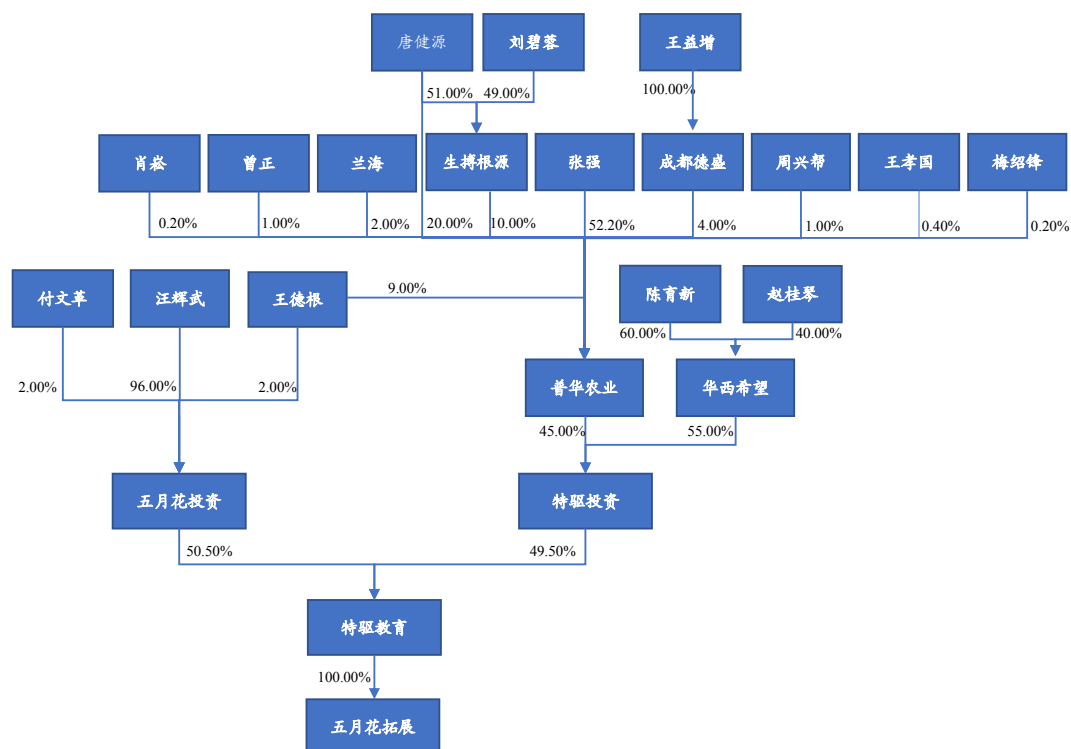 唐健源
刘碧蓉
王益增
51.00%
49.00%
100.00%
肖崧
曾正
兰海
生搏根源
张强
成都德盛
周兴帮
王孝国
梅绍锋
0.20%
1.00%
2.00%
20.00%
10.00%
52.20%
4.00%
1.00%
0.40%
0.20%
付文革
汪辉武
王德根
9.00%
陈育新
赵桂琴
60.00%
40.00%
2.00%
96.00%
2.00%
普华农业
华西希望
45.00%
55.00%
五月花投资
特驱投资
50.50%
49.50%
特驱教育
100.00%
五月花拓展